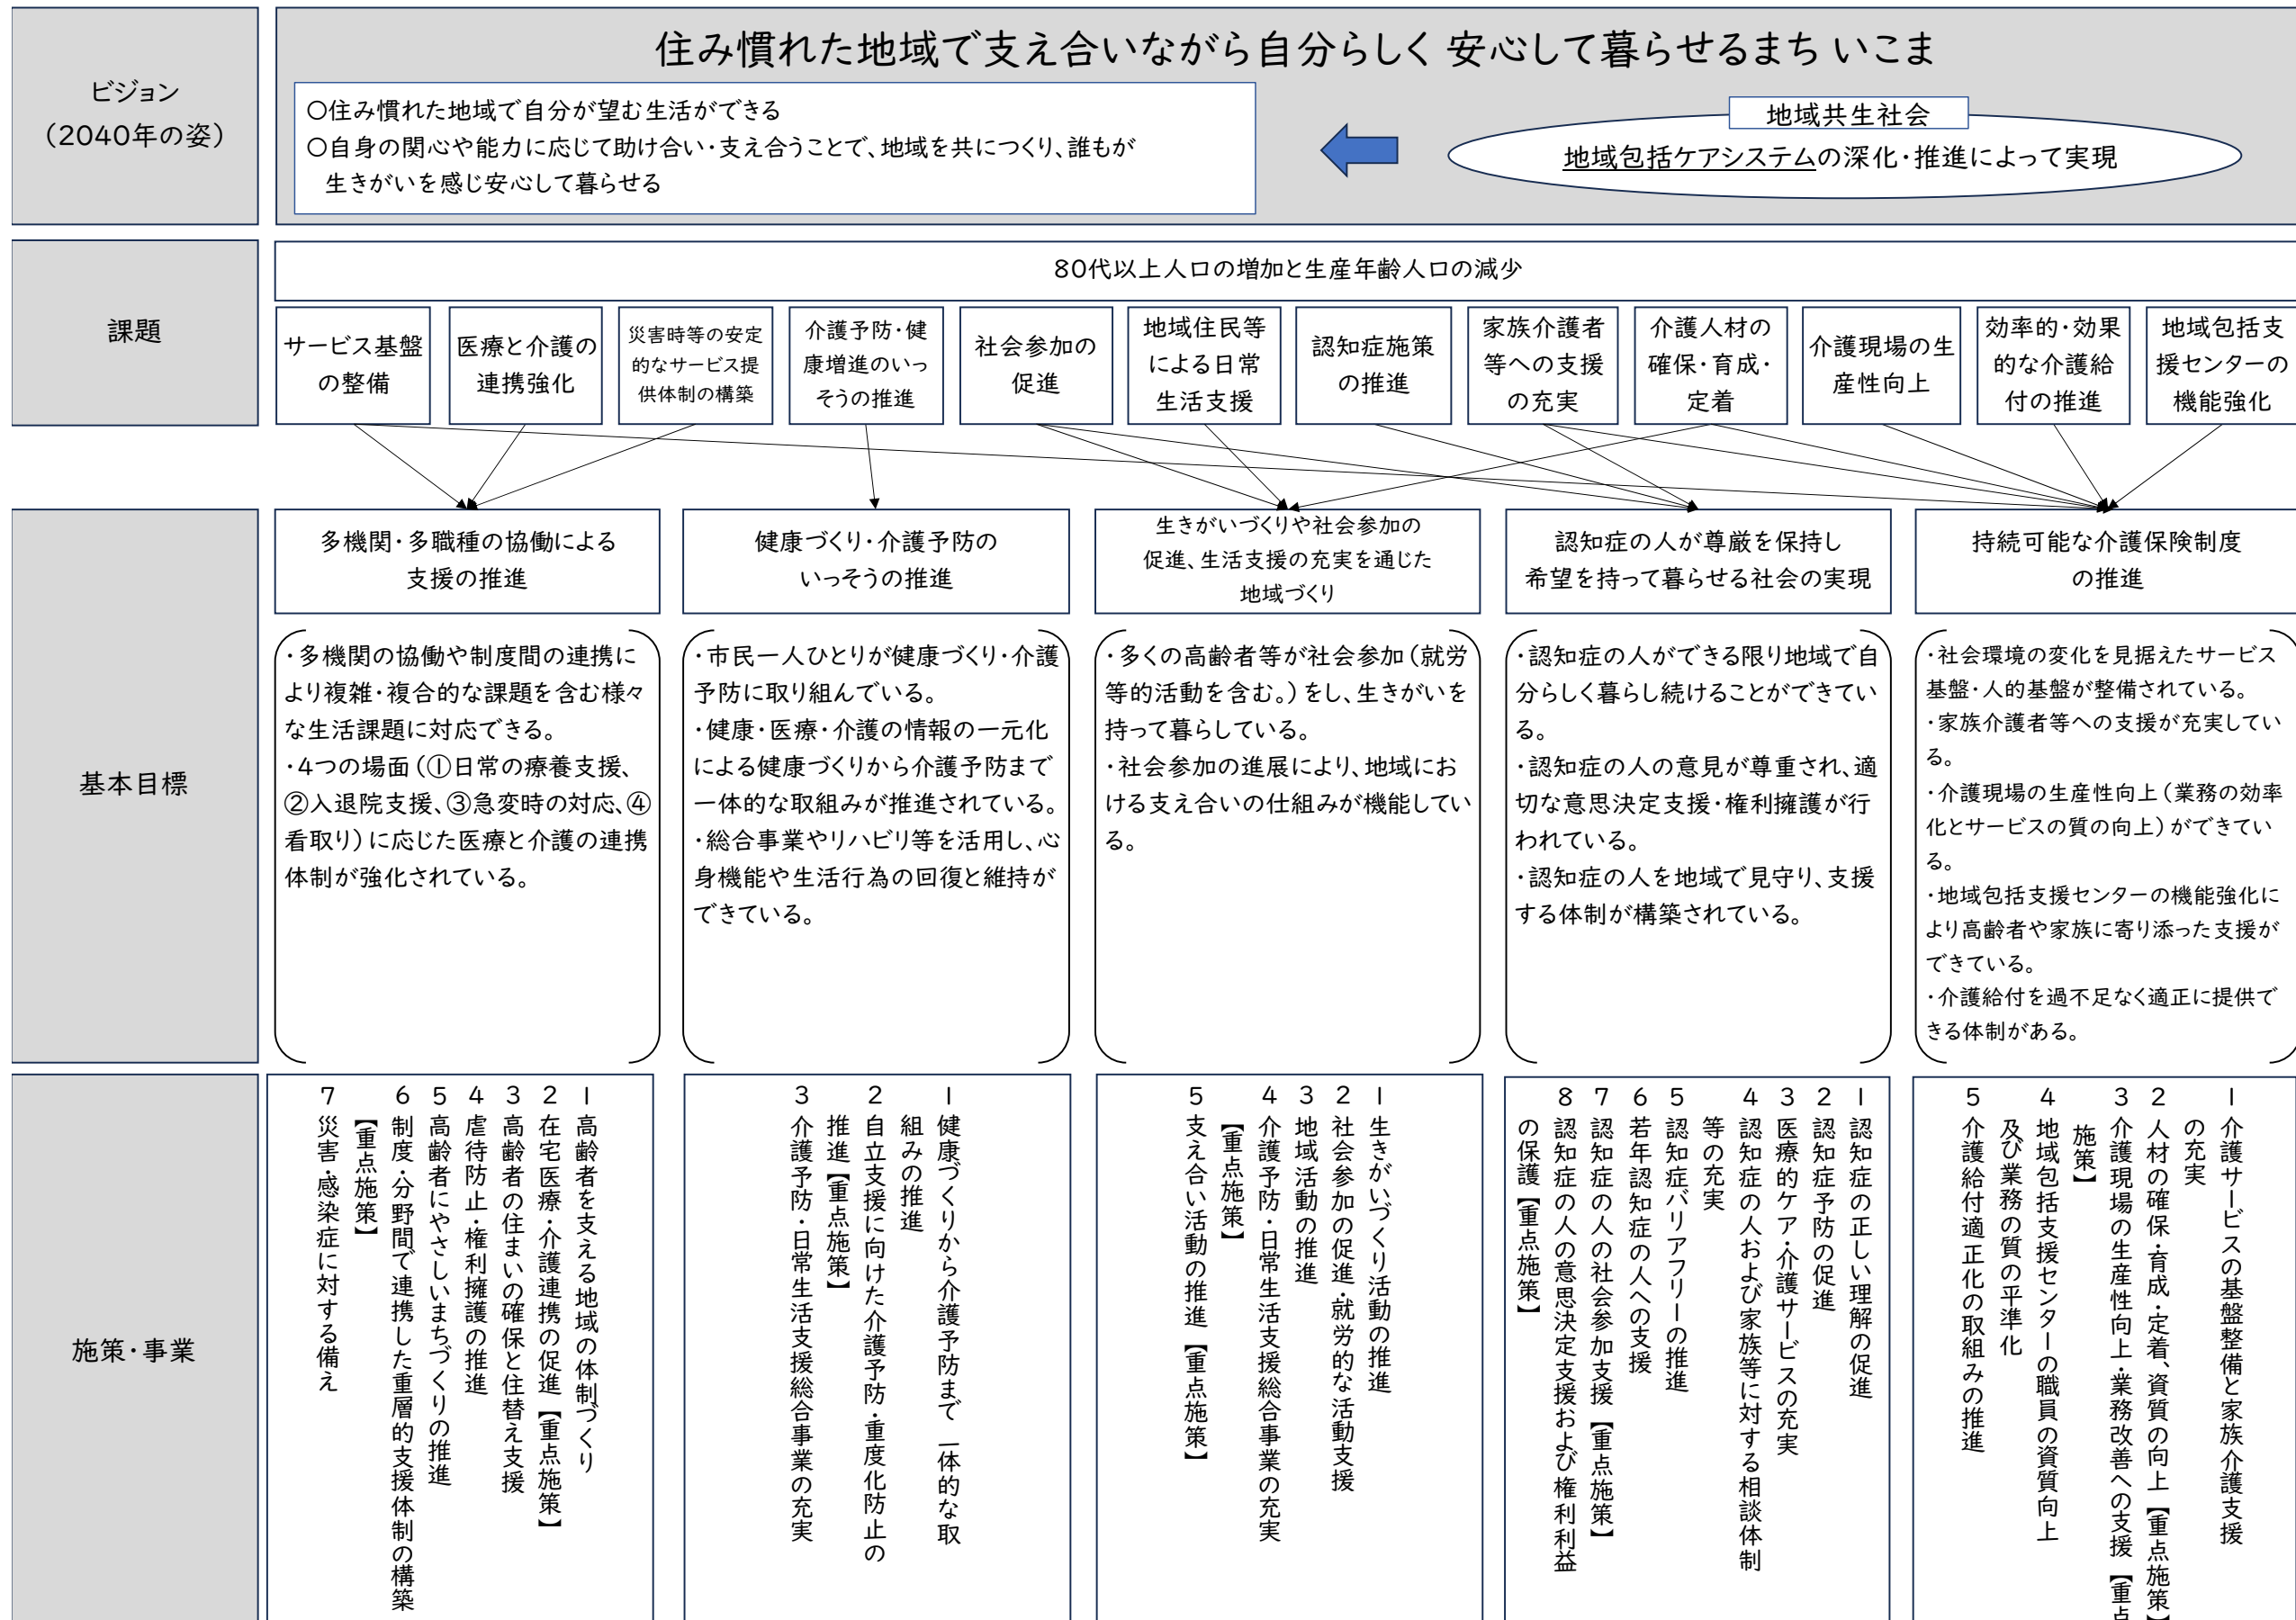 ビジョン
(2040年の姿)
住み慣れた地域で支え合いながら自分らしく 安心して暮らせるまち いこま
○住み慣れた地域で自分が望む生活ができる
○自身の関心や能力に応じて助け合い・支え合うことで、地域を共につくり、誰もが
生きがいを感じ安心して暮らせる
地域共生社会
地域包括ケアシステムの深化・推進によって実現
課題
80代以上人口の増加と生産年齢人口の減少
サービス基盤
の整備
医療と介護の
連携強化
災害時等の安定
的なサービス提
供体制の構築
介護予防・健
康増進のいっ
そうの推進
社会参加の
促進
地域住民等
による日常
生活支援
認知症施策
の推進
家族介護者
等への支援
の充実
介護人材の
確保・育成・
定着
介護現場の生
産性向上
効率的・効果
的な介護給
付の推進
地域包括支
援センターの
機能強化
基本目標
多機関・多職種の協働による
支援の推進
健康づくり・介護予防の
いっそうの推進
生きがいづくりや社会参加の
促進、生活支援の充実を通じた
地域づくり
認知症の人が尊厳を保持し
希望を持って暮らせる社会の実現
持続可能な介護保険制度
の推進
・多機関の協働や制度間の連携に
より複雑・複合的な課題を含む様々
な生活課題に対応できる。
・4つの場面(①日常の療養支援、
②入退院支援、③急変時の対応、④
看取り)に応じた医療と介護の連携
体制が強化されている。
・市民一人ひとりが健康づくり・介護
予防に取り組んでいる。
・健康・医療・介護の情報の一元化
による健康づくりから介護予防まで
一体的な取組みが推進されている。
・総合事業やリハビリ等を活用し、心
身機能や生活行為の回復と維持が
できている。
・多くの高齢者等が社会参加(就労
等的活動を含む。)をし、生きがいを
持って暮らしている。
・社会参加の進展により、地域にお
ける支え合いの仕組みが機能してい
る。
・認知症の人ができる限り地域で自
分らしく暮らし続けることができてい
る。
・認知症の人の意見が尊重され、適
切な意思決定支援・権利擁護が行
われている。
・認知症の人を地域で見守り、支援
する体制が構築されている。
・社会環境の変化を見据えたサービス
基盤・人的基盤が整備されている。
・家族介護者等への支援が充実してい
る。
・介護現場の生産性向上(業務の効率
化とサービスの質の向上)ができてい
る。
・地域包括支援センターの機能強化に
より高齢者や家族に寄り添った支援が
できている。
・介護給付を過不足なく適正に提供で
きる体制がある。
施策・事業
1 高齢者を支える地域の体制づくり
2 在宅医療・介護連携の促進【重点施策】
3 高齢者の住まいの確保と住替え支援
4 虐待防止・権利擁護の推進
5 高齢者にやさしいまちづくりの推進
6 制度・分野間で連携した重層的支援体制の構築
【重点施策】
7 災害・感染症に対する備え
1 健康づくりから介護予防まで一体的な取
組みの推進
2 自立支援に向けた介護予防・重度化防止の
推進【重点施策】
3 介護予防・日常生活支援総合事業の充実
1 生きがいづくり活動の推進
2 社会参加の促進・就労的な活動支援
3 地域活動の推進
4 介護予防・日常生活支援総合事業の充実
【重点施策】
5 支え合い活動の推進【重点施策】
1 認知症の正しい理解の促進
2 認知症予防の促進
3 医療的ケア・介護サービスの充実
4 認知症の人および家族等に対する相談体制
等の充実
5 認知症バリアフリーの推進
6 若年認知症の人への支援
7 認知症の人の社会参加支援【重点施策】
8 認知症の人の意思決定支援および権利利益
の保護【重点施策】
1 介護サービスの基盤整備と家族介護支援
の充実
2 人材の確保・育成・定着、資質の向上【重点施策】
3 介護現場の生産性向上・業務改善への支援【重点
施策】
4 地域包括支援センターの職員の資質向上
及び業務の質の平準化
5 介護給付適正化の取組みの推進